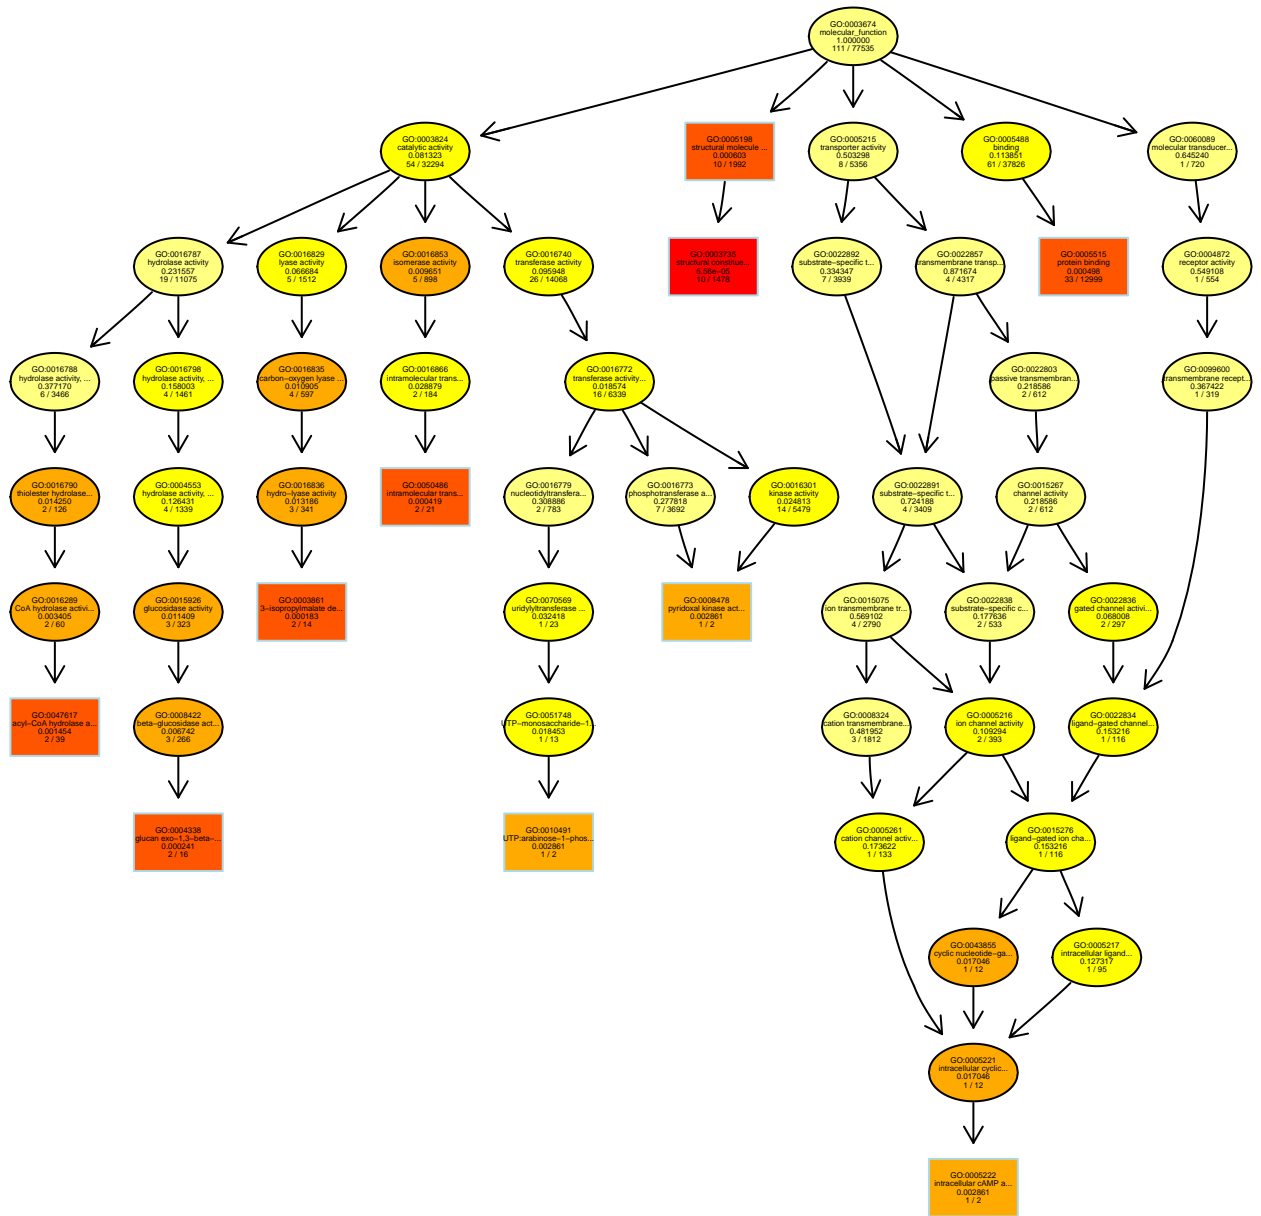 GO:0003674
molecular_function
1.000000
111 / 77535
GO:0003824
catalytic activity
0.081323
54 / 32294
GO:0005198
structural molecule ...
0.000603
10 / 1992
GO:0005215
transporter activity
0.503298
8 / 5356
GO:0005488
binding
0.113851
61 / 37826
GO:0060089
molecular transducer...
0.645240
1 / 720
GO:0016787
hydrolase activity
0.231557
19 / 11075
GO:0016829
lyase activity
0.066684
5 / 1512
GO:0016853
isomerase activity
0.009651
5 / 898
GO:0016740
transferase activity
0.095948
26 / 14068
GO:0003735
structural constitue...
5.56e−05
10 / 1478
GO:0022892
substrate−specific t...
0.334347
7 / 3939
GO:0022857
transmembrane transp...
0.871674
4 / 4317
GO:0005515
protein binding
0.000498
33 / 12999
GO:0004872
receptor activity
0.549108
1 / 554
GO:0016788
hydrolase activity, ...
0.377170
6 / 3466
GO:0016798
hydrolase activity, ...
0.158003
4 / 1461
GO:0016835
carbon−oxygen lyase ...
0.010905
4 / 597
GO:0016866
intramolecular trans...
0.028879
2 / 184
GO:0016772
transferase activity...
0.018574
16 / 6339
GO:0022803
passive transmembran...
0.218586
2 / 612
GO:0099600
transmembrane recept...
0.367422
1 / 319
GO:0016790
thiolester hydrolase...
0.014250
2 / 126
GO:0004553
hydrolase activity, ...
0.126431
4 / 1339
GO:0016836
hydro−lyase activity
0.013186
3 / 341
GO:0050486
intramolecular trans...
0.000419
2 / 21
GO:0016779
nucleotidyltransfera...
0.308886
2 / 783
GO:0016773
phosphotransferase a...
0.277818
7 / 3692
GO:0016301
kinase activity
0.024813
14 / 5479
GO:0022891
substrate−specific t...
0.724188
4 / 3409
GO:0015267
channel activity
0.218586
2 / 612
GO:0016289
CoA hydrolase activi...
0.003405
2 / 60
GO:0015926
glucosidase activity
0.011409
3 / 323
GO:0003861
3−isopropylmalate de...
0.000183
2 / 14
GO:0070569
uridylyltransferase ...
0.032418
1 / 23
GO:0008478
pyridoxal kinase act...
0.002861
1 / 2
GO:0015075
ion transmembrane tr...
0.569102
4 / 2790
GO:0022838
substrate−specific c...
0.177636
2 / 533
GO:0022836
gated channel activi...
0.068008
2 / 297
GO:0047617
acyl−CoA hydrolase a...
0.001454
2 / 39
GO:0008422
beta−glucosidase act...
0.006742
3 / 266
GO:0051748
UTP−monosaccharide−1...
0.018453
1 / 13
GO:0008324
cation transmembrane...
0.481952
3 / 1812
GO:0005216
ion channel activity
0.109294
2 / 393
GO:0022834
ligand−gated channel...
0.153216
1 / 116
GO:0004338
glucan exo−1,3−beta−...
0.000241
2 / 16
GO:0010491
UTP:arabinose−1−phos...
0.002861
1 / 2
GO:0005261
cation channel activ...
0.173622
1 / 133
GO:0015276
ligand−gated ion cha...
0.153216
1 / 116
GO:0043855
cyclic nucleotide−ga...
0.017046
1 / 12
GO:0005217
intracellular ligand...
0.127317
1 / 95
GO:0005221
intracellular cyclic...
0.017046
1 / 12
GO:0005222
intracellular cAMP a...
0.002861
1 / 2